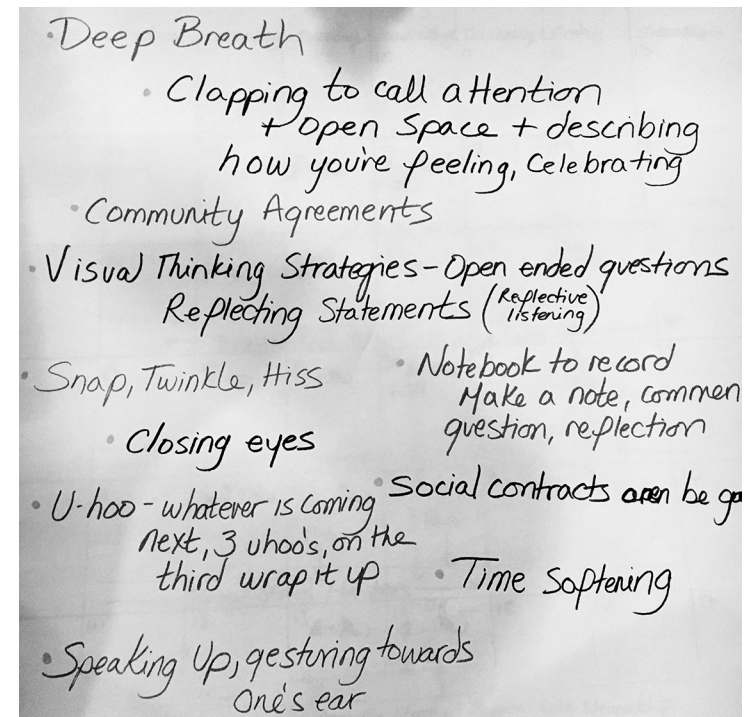 ·Deep Breath
· Clapping to call attention
+ Open Space + describing
how you're feeling, celebrating
·Community Agreements
· Visual Thinking Strategies - Open ended questions
Reflecting Statements (Reflective listening)
· Snap, Twinkle, Hiss
· Closing eyes
· Notebook to record
Make a note, commen
question, reflection
· Social contracts be
· U-hoo - whatever is coming
next, 3 uhoo's, on the
third wrap it up
· Time Softening
· Speaking Up, gesturing towards
One's ear